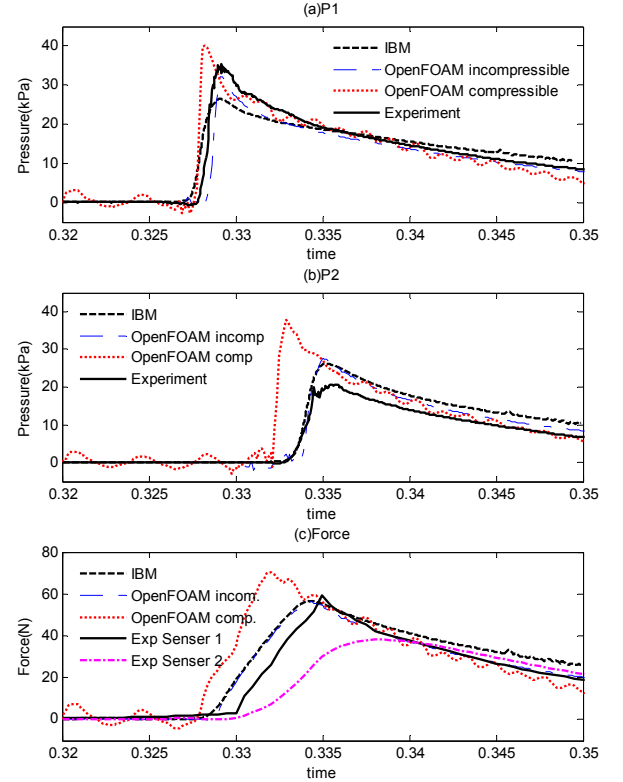 (a)P1
40
30
20
10
0
Pressure(kPa)
IBM
OpenFOAM incompressible
OpenFOAM compressible
Experiment
0.32 0.325 0.33 0.335 0.34 0.345 0.35
time
(b)P2
40
30
20
10
0
Pressure(kPa)
IBM
OpenFOAM incomp
OpenFOAM comp
Experiment
0.32 0.325 0.33 0.335 0.34 0.345 0.35
time
(c)Force
80
60
40
20
0
Force(N)
IBM
OpenFOAM incom.
OpenFOAM comp.
Exp Senser 1
Exp Senser 2
0.32 0.325 0.33 0.335 0.34 0.345 0.35
time